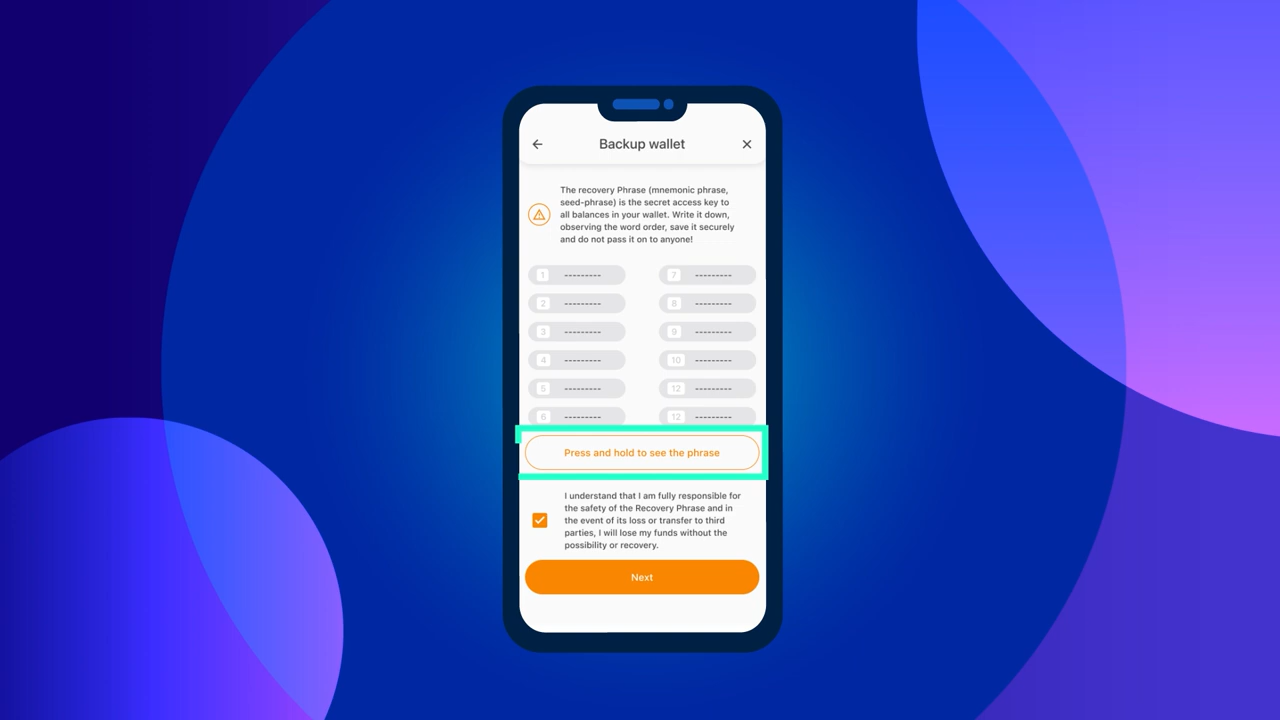 Backup wallet
The recovery Phrase (mnemonic phrase,
seed-phrase) is the secret access key to
all balances in your wallet. Write it down,
observing the word order, save it securely
and do not pass it on to anyone!
1 ---------
7 ---------
2 ---------
8 ---------
3 ---------
9 ---------
4 ---------
10 ---------
5 ---------
12 ---------
6 ---------
12 ---------
Press and hold to see the phrase
I understand that I am fully responsible for
the safety of the Recovery Phrase and in
the event of its loss or transfer to third
parties, I will lose my funds without the
possibility or recovery.
Next